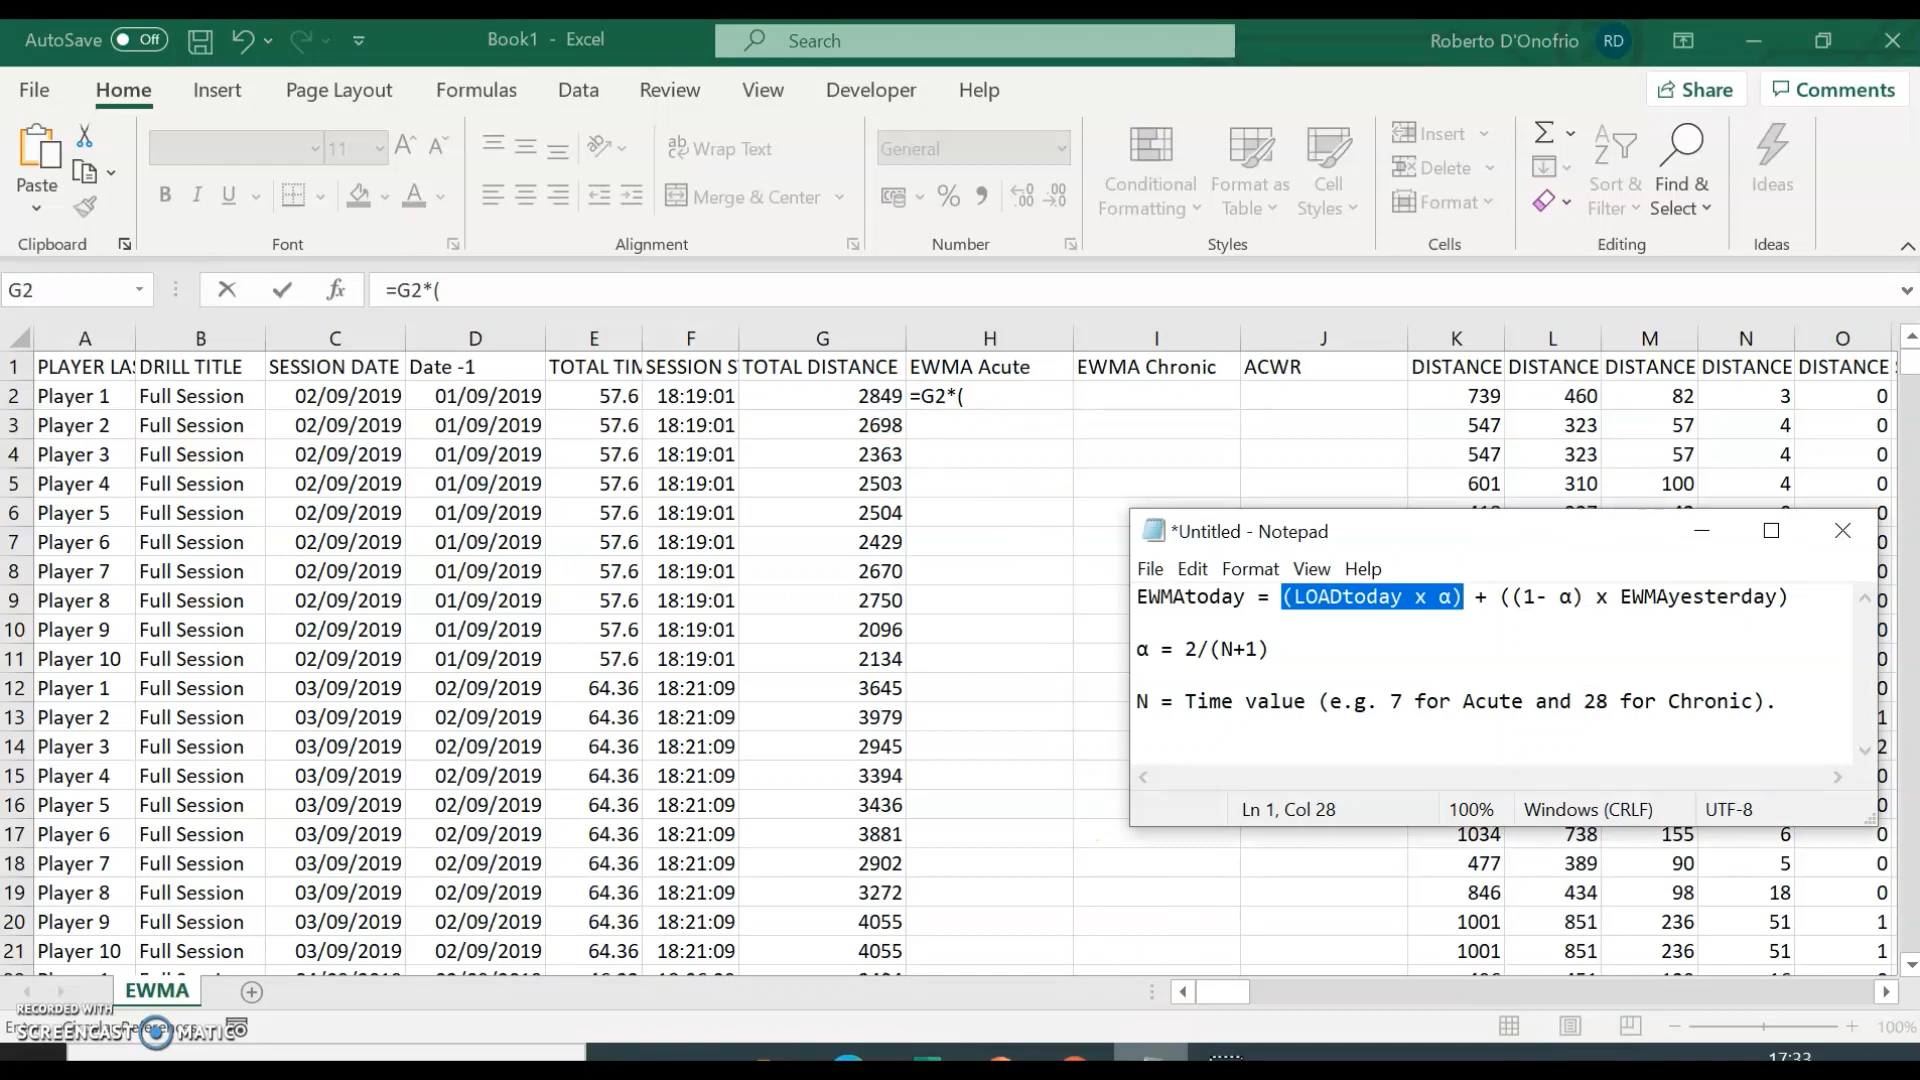 AutoSave Off Book1 - Excel Search Roberto D'Onofrio RD
File Home Insert Page Layout Formulas Data Review View Developer Help Share Comments
Paste 11 A^ A ab Wrap Text General Conditional Formatting Format as Table Cell Styles Insert Delete Format Sort & Filter Find & Select Ideas
B I U A Merge & Center %
Clipboard Font Alignment Number Styles Cells Editing Ideas
G2 fx =G2*(
A B C D E F G H I J K L M N O
1 PLAYER LA DRILL TITLE SESSION DATE Date -1 TOTAL TIM SESSION S TOTAL DISTANCE EWMA Acute EWMA Chronic ACWR DISTANCE DISTANCE DISTANCE DISTANCE DISTANCE
2 Player 1 Full Session 02/09/2019 01/09/2019 57.6 18:19:01 2849 =G2*( 739 460 82 3 0
3 Player 2 Full Session 02/09/2019 01/09/2019 57.6 18:19:01 2698 547 323 57 4 0
4 Player 3 Full Session 02/09/2019 01/09/2019 57.6 18:19:01 2363 547 323 57 4 0
5 Player 4 Full Session 02/09/2019 01/09/2019 57.6 18:19:01 2503 601 310 100 4 0
6 Player 5 Full Session 02/09/2019 01/09/2019 57.6 18:19:01 2504 0
7 Player 6 Full Session 02/09/2019 01/09/2019 57.6 18:19:01 2429 0
8 Player 7 Full Session 02/09/2019 01/09/2019 57.6 18:19:01 2670 0
9 Player 8 Full Session 02/09/2019 01/09/2019 57.6 18:19:01 2750 0
10 Player 9 Full Session 02/09/2019 01/09/2019 57.6 18:19:01 2096 0
11 Player 10 Full Session 02/09/2019 01/09/2019 57.6 18:19:01 2134 0
12 Player 1 Full Session 03/09/2019 02/09/2019 64.36 18:21:09 3645 0
13 Player 2 Full Session 03/09/2019 02/09/2019 64.36 18:21:09 3979 1
14 Player 3 Full Session 03/09/2019 02/09/2019 64.36 18:21:09 2945 2
15 Player 4 Full Session 03/09/2019 02/09/2019 64.36 18:21:09 3394 0
16 Player 5 Full Session 03/09/2019 02/09/2019 64.36 18:21:09 3436 0
17 Player 6 Full Session 03/09/2019 02/09/2019 64.36 18:21:09 3881 1034 738 155 6 0
18 Player 7 Full Session 03/09/2019 02/09/2019 64.36 18:21:09 2902 477 389 90 5 0
19 Player 8 Full Session 03/09/2019 02/09/2019 64.36 18:21:09 3272 846 434 98 18 0
20 Player 9 Full Session 03/09/2019 02/09/2019 64.36 18:21:09 4055 1001 851 236 51 1
21 Player 10 Full Session 03/09/2019 02/09/2019 64.36 18:21:09 4055 1001 851 236 51 1
*Untitled - Notepad
File Edit Format View Help
EWMAtoday = (LOADtoday x α) + ((1- α) x EWMAyesterday)
α = 2/(N+1)
N = Time value (e.g. 7 for Acute and 28 for Chronic).
Ln 1, Col 28 100% Windows (CRLF) UTF-8
EWMA
RECORDED WITH
SCREENCAST MATIC
100%
17:33